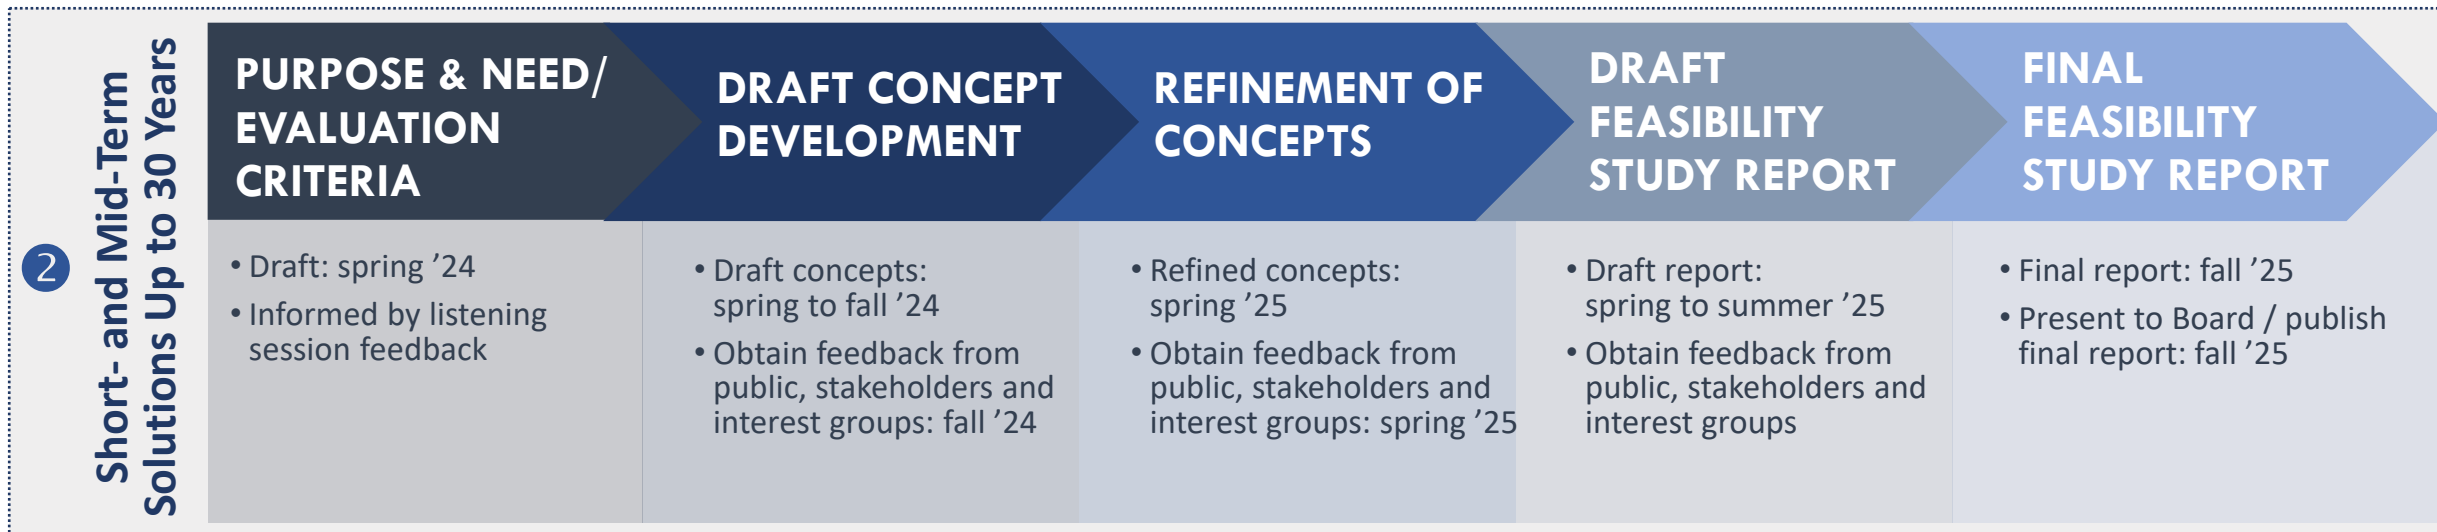 2
Short- and Mid-Term
Solutions Up to 30 Years
PURPOSE & NEED/
EVALUATION
CRITERIA
• Draft: spring ’24
• Informed by listening
session feedback
DRAFT CONCEPT
DEVELOPMENT
• Draft concepts:
spring to fall ’24
• Obtain feedback from
public, stakeholders and
interest groups: fall ’24
REFINEMENT OF
CONCEPTS
• Refined concepts:
spring ’25
• Obtain feedback from
public, stakeholders and
interest groups: spring ’25
DRAFT
FEASIBILITY
STUDY REPORT
• Draft report:
spring to summer ’25
• Obtain feedback from
public, stakeholders and
interest groups
FINAL
FEASIBILITY
STUDY REPORT
• Final report: fall ’25
• Present to Board / publish
final report: fall ’25